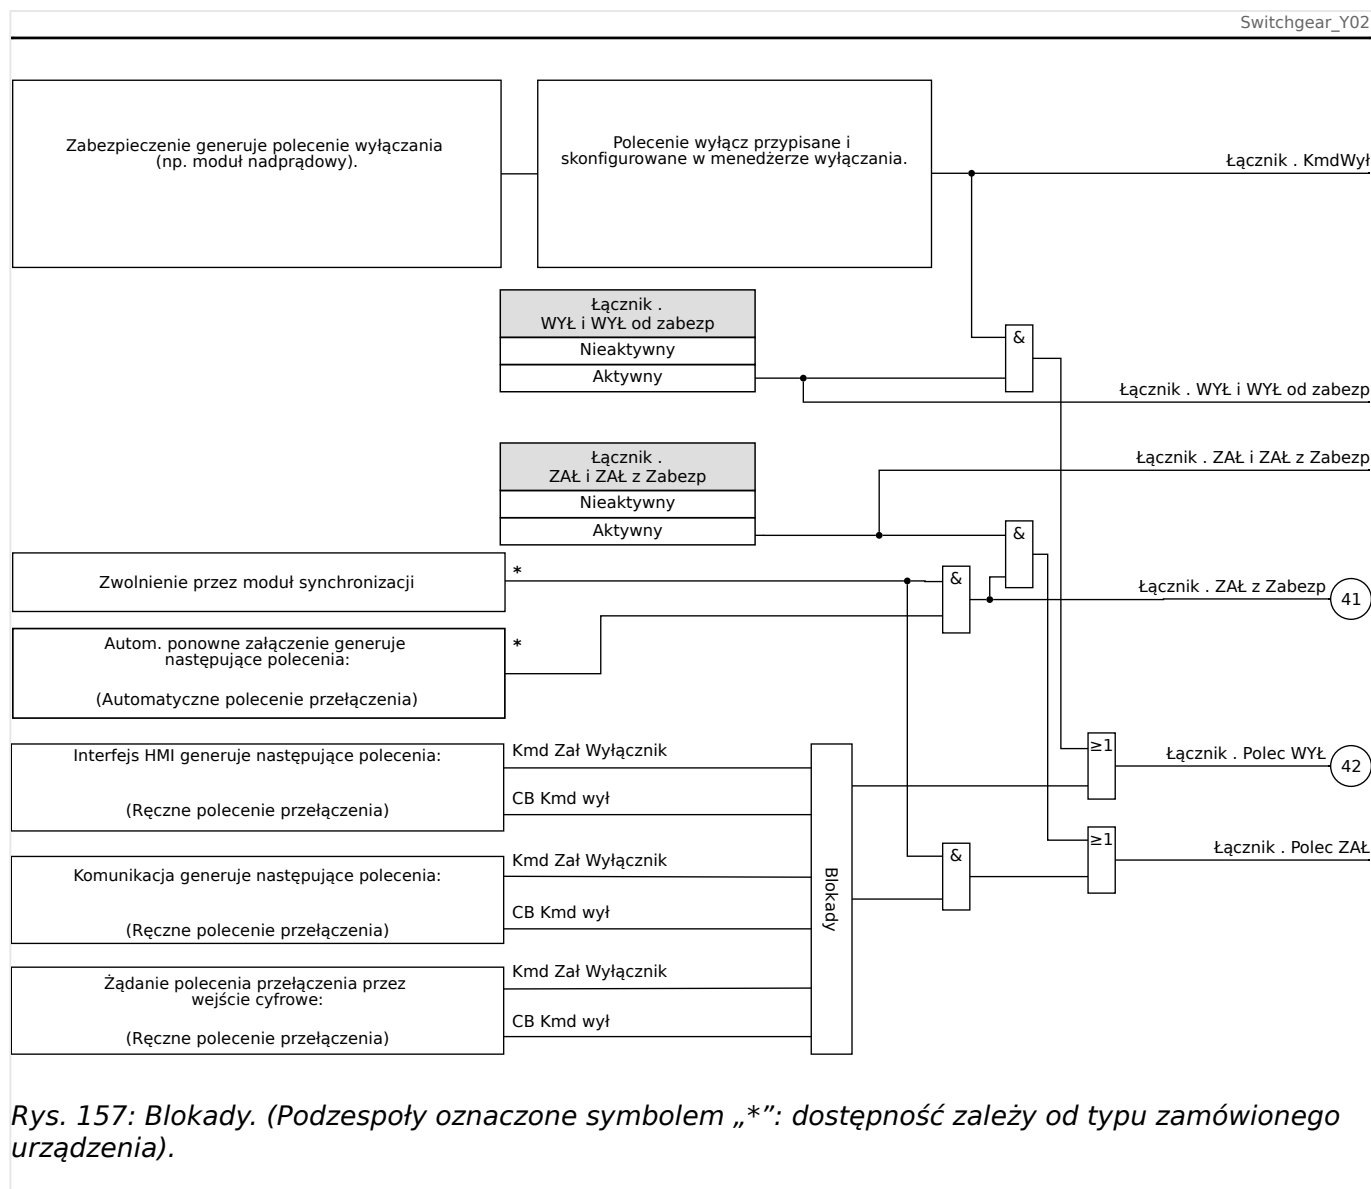 Switchgear_Y02
Zabezpieczenie generuje polecenie wyłączania
(np. moduł nadprądowy).
Polecenie wyłącz przypisane i
skonfigurowane w menedżerze wyłączania.
Łącznik . KmdWył
Łącznik .
WYŁ i WYŁ od zabezp
Nieaktywny
Aktywny
&
Łącznik . WYŁ i WYŁ od zabezp
Łącznik .
ZAŁ i ZAŁ z Zabezp
Nieaktywny
Aktywny
Łącznik . ZAŁ i ZAŁ z Zabezp
&
Zwolnienie przez moduł synchronizacji
*
&
Łącznik . ZAŁ z Zabezp
41
Autom. ponowne załączenie generuje
następujące polecenia:
(Automatyczne polecenie przełączenia)
*
Interfejs HMI generuje następujące polecenia:
(Ręczne polecenie przełączenia)
Kmd Zał Wyłącznik
CB Kmd wył
≥1
Łącznik . Polec WYŁ
42
Komunikacja generuje następujące polecenia:
(Ręczne polecenie przełączenia)
Kmd Zał Wyłącznik
CB Kmd wył
Blokady
&
≥1
Łącznik . Polec ZAŁ
Żądanie polecenia przełączenia przez
wejście cyfrowe:
(Ręczne polecenie przełączenia)
Kmd Zał Wyłącznik
CB Kmd wył
Rys. 157: Blokady. (Podzespoły oznaczone symbolem „*”: dostępność zależy od typu zamówionego
urządzenia).